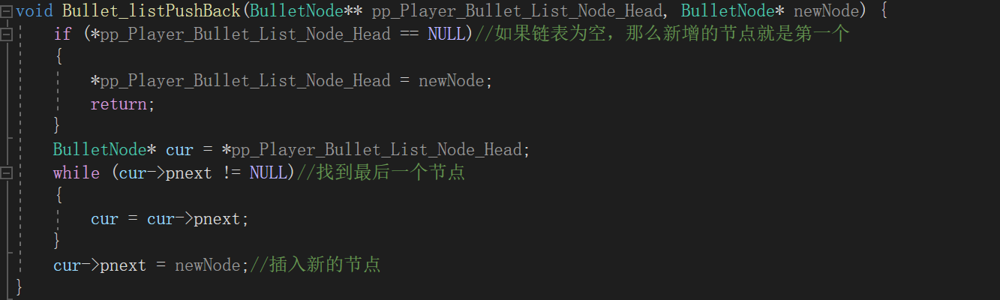 void Bullet_listPushBack(BulletNode** pp_Player_Bullet_List_Node_Head, BulletNode* newNode) {
if (*pp_Player_Bullet_List_Node_Head == NULL)//如果链表为空，那么新增的节点就是第一个
{
*pp_Player_Bullet_List_Node_Head = newNode;
return;
}
BulletNode* cur = *pp_Player_Bullet_List_Node_Head;
while (cur->pnext != NULL)//找到最后一个节点
{
cur = cur->pnext;
}
cur->pnext = newNode;//插入新的节点
}